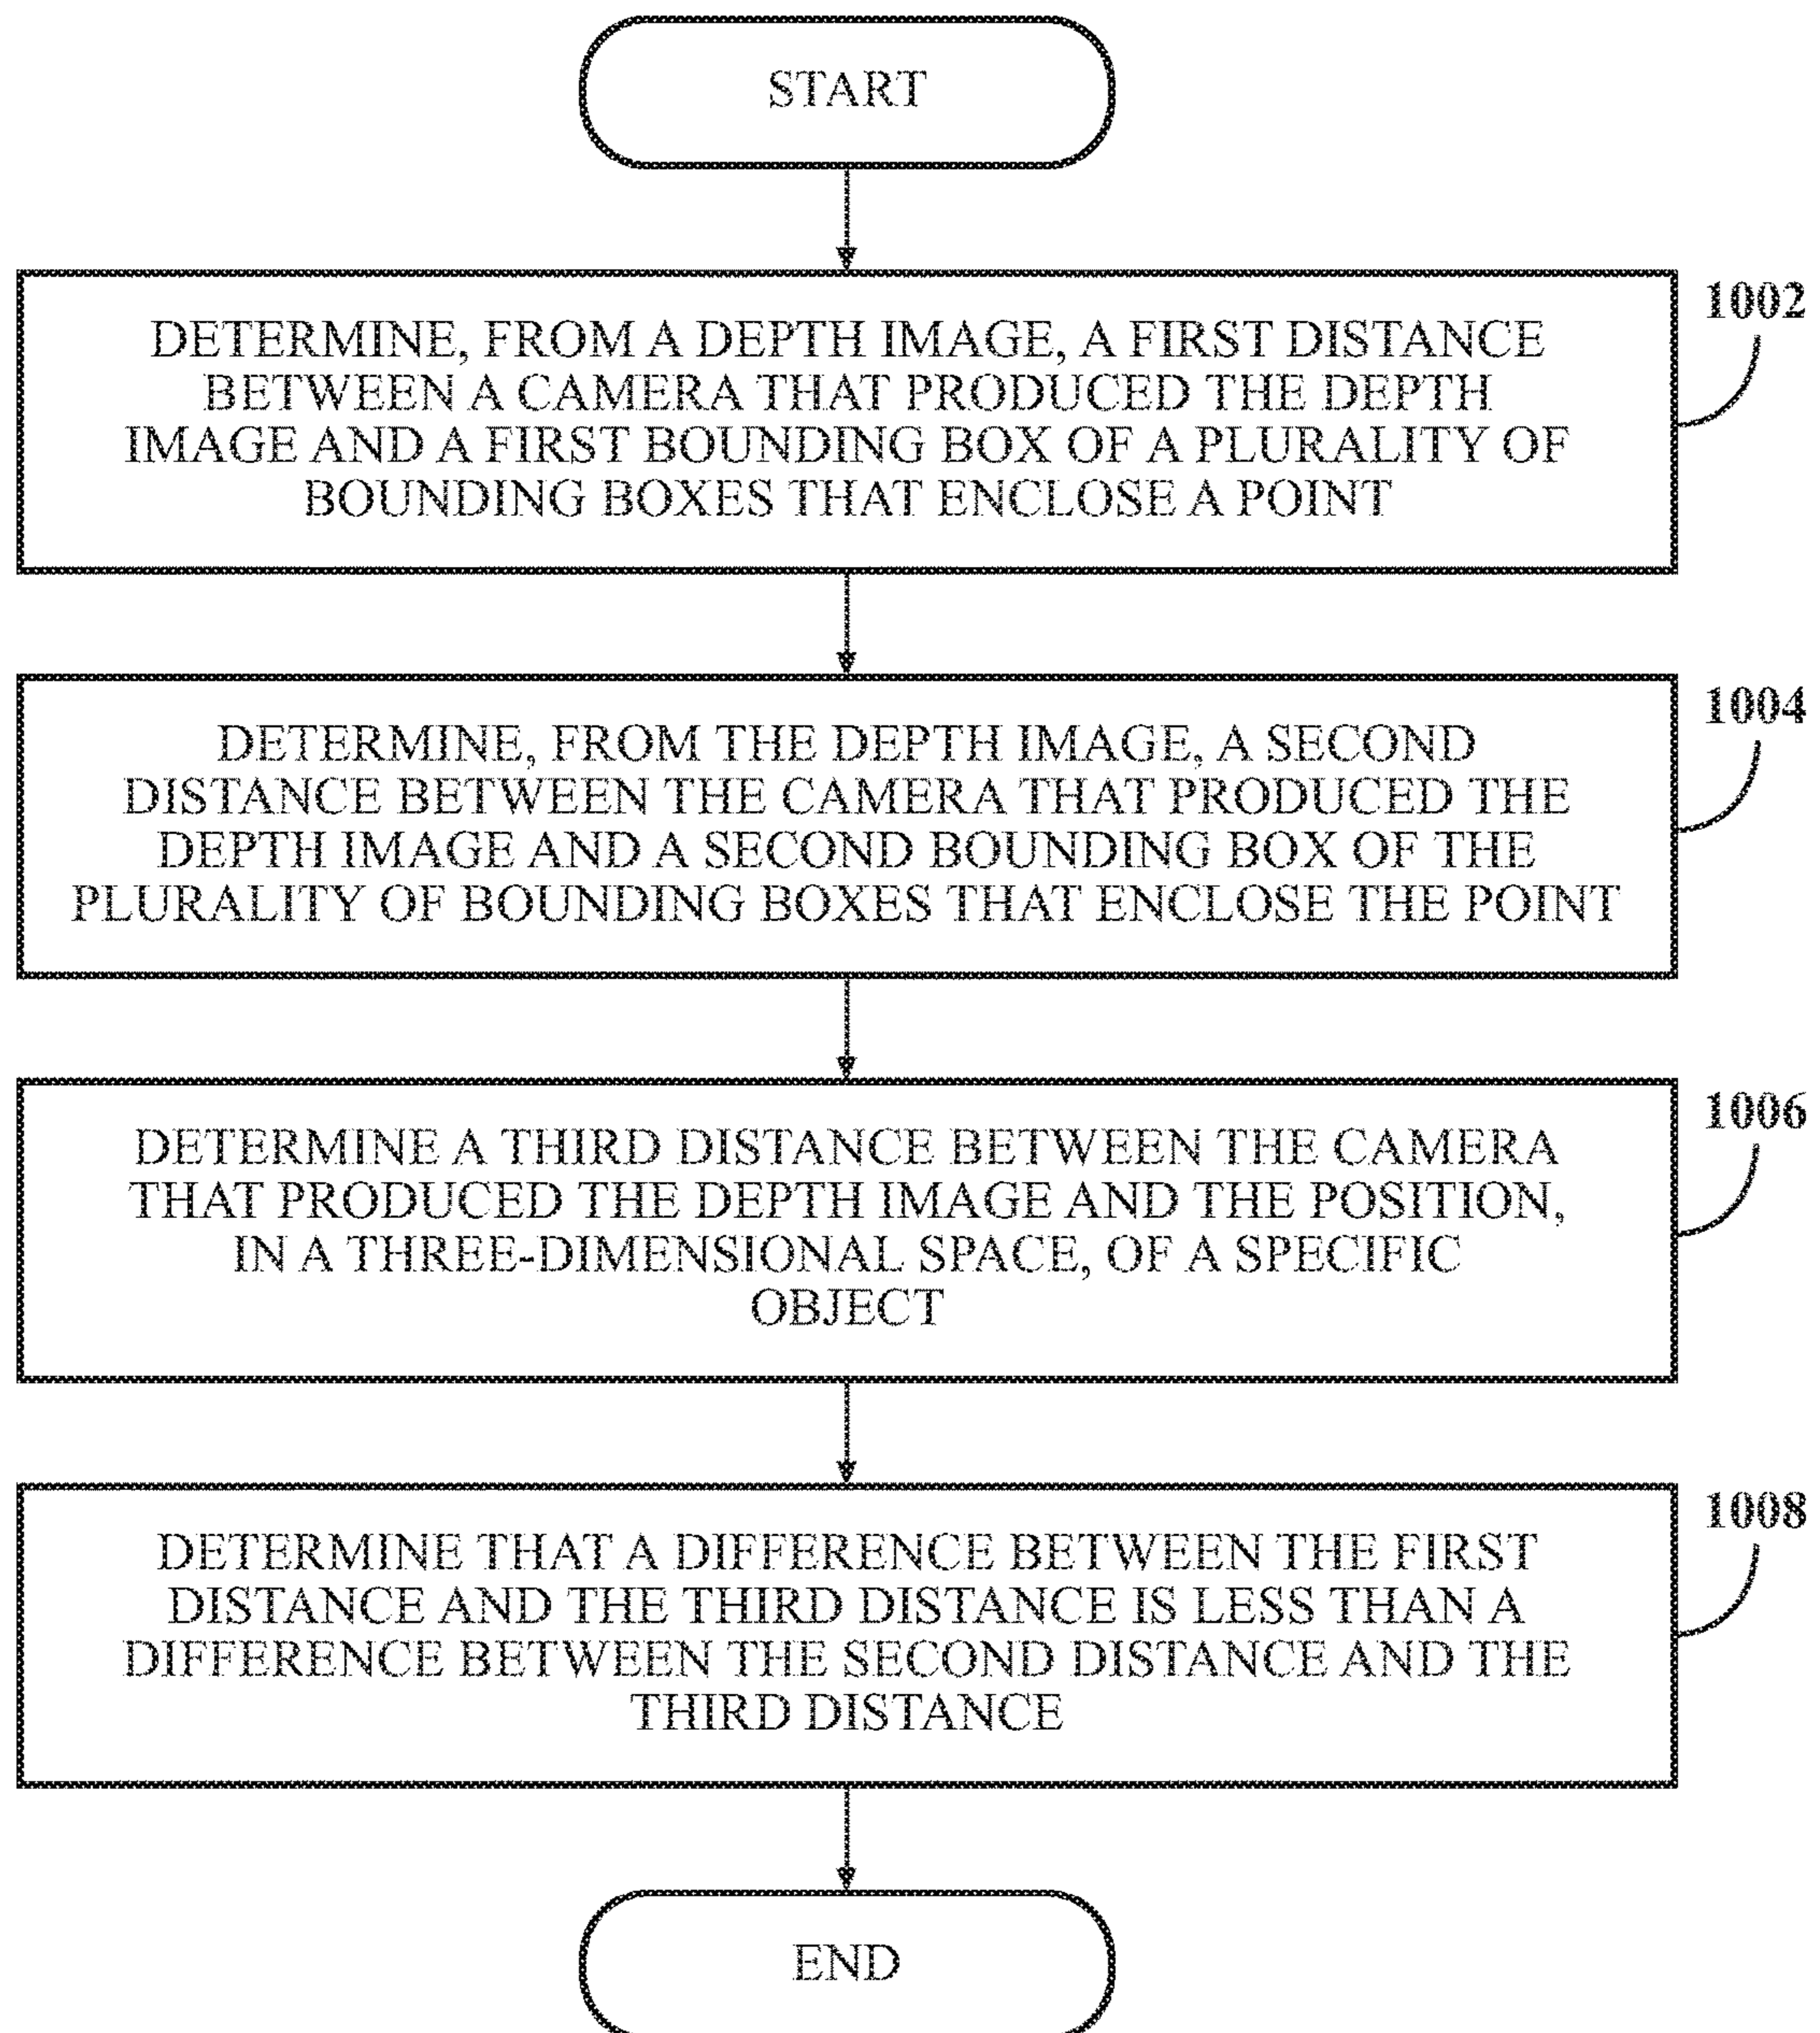 START
1002
DETERMINE, FROM A DEPTH IMAGE, A FIRST DISTANCE
BETWEEN A CAMERA THAT PRODUCED THE DEPTH
IMAGE AND A FIRST BOUNDING BOX OF A PLURALITY OF
BOUNDING BOXES THAT ENCLOSE A POINT
1004
DETERMINE, FROM THE DEPTH IMAGE, A SECOND
DISTANCE BETWEEN THE CAMERA THAT PRODUCED THE
DEPTH IMAGE AND A SECOND BOUNDING BOX OF THE
PLURALITY OF BOUNDING BOXES THAT ENCLOSE THE POINT
1006
DETERMINE A THIRD DISTANCE BETWEEN THE CAMERA
THAT PRODUCED THE DEPTH IMAGE AND THE POSITION,
IN A THREE-DIMENSIONAL SPACE, OF A SPECIFIC
OBJECT
1008
DETERMINE THAT A DIFFERENCE BETWEEN THE FIRST
DISTANCE AND THE THIRD DISTANCE IS LESS THAN A
DIFFERENCE BETWEEN THE SECOND DISTANCE AND THE
THIRD DISTANCE
END